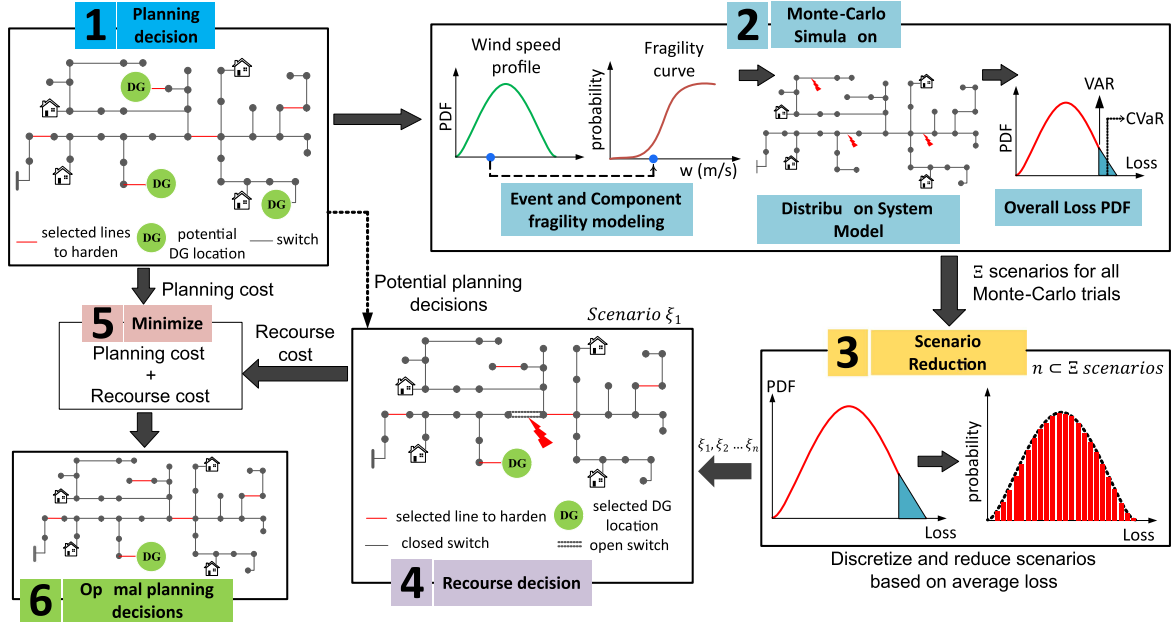 1 Planning
decision
DG
DG
DG
selected lines
to harden
DG
potential
DG location
switch
2 Monte-Carlo
Simula on
Wind speed
profile
PDF
Fragility
curve
probability
w (m/s)
Event and Component
fragility modeling
Distribu on System
Model
VAR
CVaR
PDF
Loss
Overall Loss PDF
Ξ scenarios for all
Monte-Carlo trials
3 Scenario
Reduction
n ⊂ Ξ scenarios
PDF
Loss
probability
Loss
Discretize and reduce scenarios
based on average loss
ξ1, ξ2 … ξn
Potential planning
decisions
Scenario ξ1
DG
selected line to harden
DG
selected DG
location
closed switch
open switch
4 Recourse decision
Recourse
cost
Planning cost
5 Minimize
Planning cost
+
Recourse cost
DG
6 Op mal planning
decisions